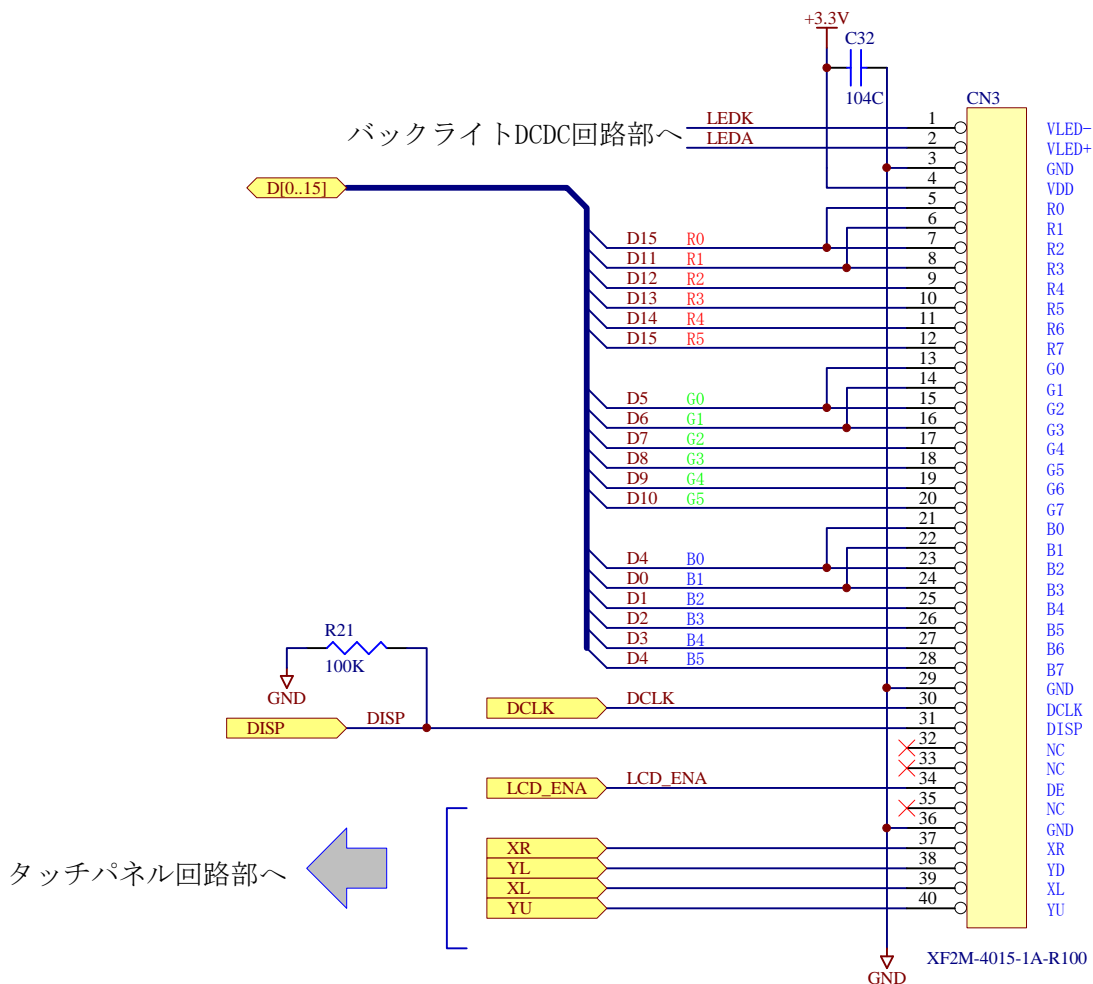 +3.3V
C32
104C
CN3
バックライトDCDC回路部へ
LEDK 1 VLED-
LEDA 2 VLED+
3 GND
D[0..15] 4 VDD
5 R0
6 R1
D15 R0 7 R2
D11 R1 8 R3
D12 R2 9 R4
D13 R3 10 R5
D14 R4 11 R6
D15 R5 12 R7
13 G0
14 G1
D5 G0 15 G2
D6 G1 16 G3
D7 G2 17 G4
D8 G3 18 G5
D9 G4 19 G6
D10 G5 20 G7
21 B0
22 B1
D4 B0 23 B2
D0 B1 24 B3
D1 B2 25 B4
D2 B3 26 B5
D3 B4 27 B6
D4 B5 28 B7
R21
100K
GND
29 GND
DCLK DCLK 30 DCLK
DISP DISP 31 DISP
32 NC
33 NC
LCD_ENA LCD_ENA 34 DE
35 NC
36 GND
XR 37 XR
YL 38 YD
XL 39 XL
YU 40 YU
タッチパネル回路部へ
XF2M-4015-1A-R100
GND